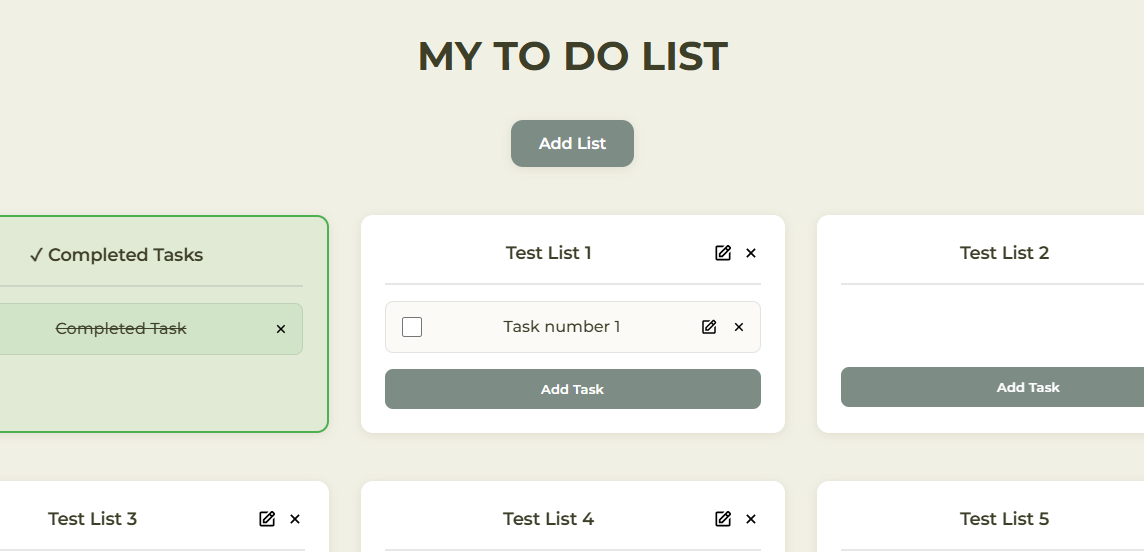 MY TO DO LIST
Add List
✓ Completed Tasks
Completed Task
Test List 1
Task number 1
Add Task
Test List 2
Add Task
Test List 3
Test List 4
Test List 5